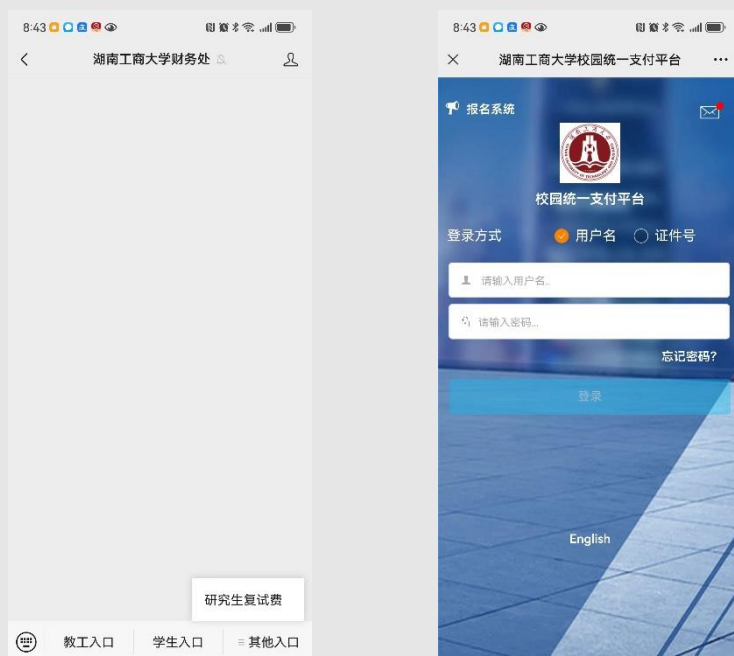 8:43
湖南工商大学财务处
研究生复试费
教工入口
学生入口
其他入口
8:43
湖南工商大学校园统一支付平台
报名系统
校园统一支付平台
登录方式
用户名
证件号
请输入用户名..
请输入密码...
忘记密码?
登录
English